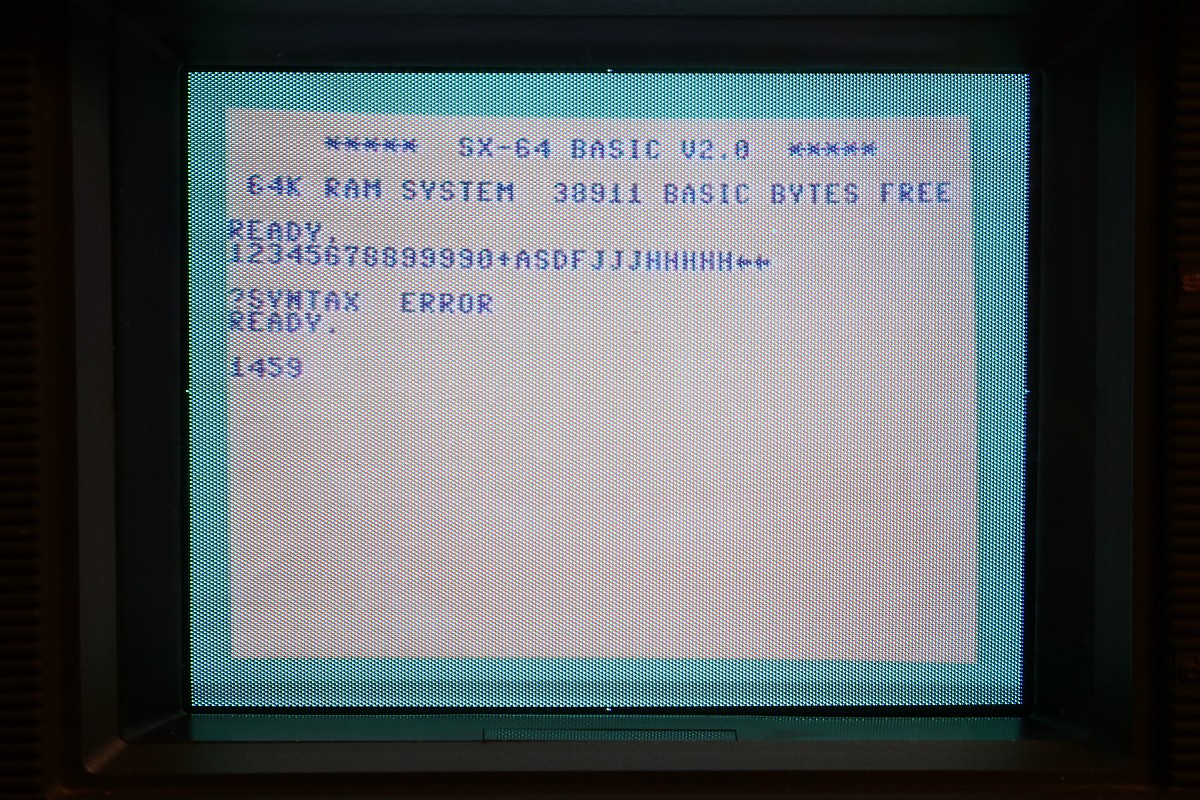 ***** SX-64 BASIC V2.0 *****
64K RAM SYSTEM 38911 BASIC BYTES FREE
READY.
12345678899990+ASDFJJJHHHHH←←
?SYNTAX ERROR
READY.
1459